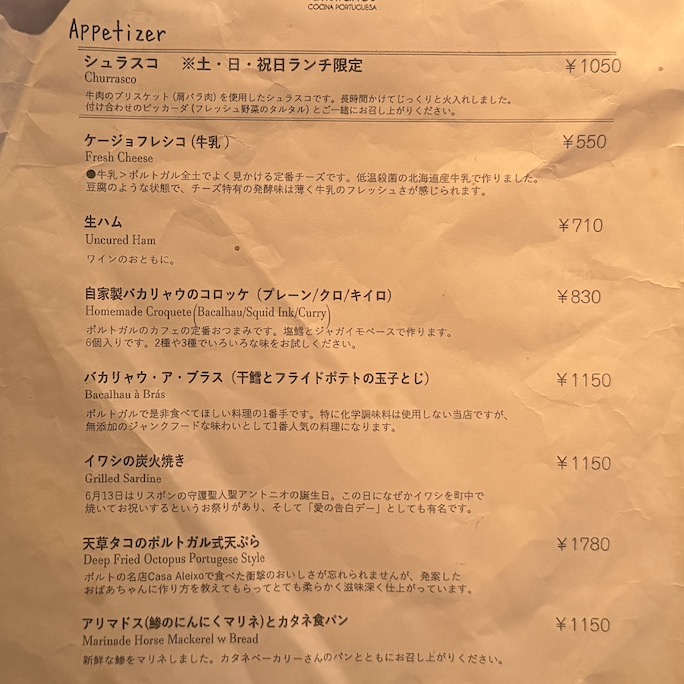 COCINA PORTUGUESA
Appetizer
シュラスコ ※土・日・祝日ランチ限定 ¥1050
Churrasco
牛肉のブリスケット(肩バラ肉)を使用したシュラスコです。長時間かけてじっくりと火入れしました。
付け合わせのピッカーダ(フレッシュ野菜のタルタル)とご一緒にお召し上がりください。
ケージョフレシコ(牛乳) ¥550
Fresh Cheese
●牛乳＞ポルトガル全土でよく見かける定番チーズです。低温殺菌の北海道産牛乳で作りました。
豆腐のような状態で、チーズ特有の発酵味は薄く牛乳のフレッシュさが感じられます。
生ハム ¥710
Uncured Ham
ワインのおともに。
自家製バカリャウのコロッケ（プレーン/クロ/キイロ） ¥830
Homemade Croquete(Bacalhau/Squid Ink/Curry)
ポルトガルのカフェの定番おつまみです。塩鱈とジャガイモベースで作ります。
6個入りです。2種や3種でいろいろな味をお試しください。
バカリャウ・ア・ブラス（干鱈とフライドポテトの玉子とじ） ¥1150
Bacalhau à Brás
ポルトガルで是非食べてほしい料理の1番手です。特に化学調味料は使用しない当店ですが、
無添加のジャンクフードな味わいとして1番人気の料理になります。
イワシの炭火焼き ¥1150
Grilled Sardine
6月13日はリスボンの守護聖人聖アントニオの誕生日。この日になぜかイワシを町中で
焼いてお祝いするというお祭りがあり、そして「愛の告白デー」としても有名です。
天草タコのポルトガル式天ぷら ¥1780
Deep Fried Octopus Portugese Style
ポルトの名店Casa Aleixoで食べた衝撃のおいしさが忘れられませんが、発案した
おばあちゃんに作り方を教えてもらってとても柔らかく滋味深く仕上がっています。
アリマドス(鯵のにんにくマリネ)とカタネ食パン ¥1150
Marinade Horse Mackerel w Bread
新鮮な鯵をマリネしました。カタネベーカリーさんのパンとともにお召し上がりください。